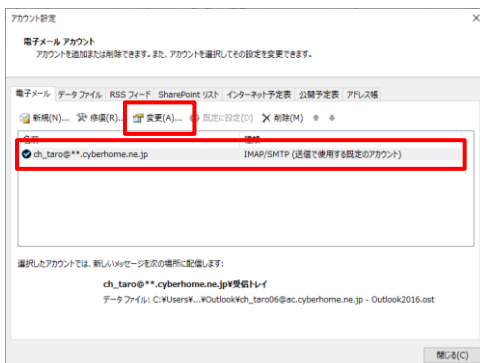 アカウント設定
電子メール アカウント
アカウントを追加または削除できます。また、アカウントを選択してその設定を変更できます。
電子メール データ ファイル RSS フィード SharePoint リスト インターネット予定表 公開予定表 アドレス帳
新規(N)... 修復(R)... 変更(A)... 既定に設定(D) 削除(M)
名前 種類
ch_taro@**.cyberhome.ne.jp IMAP/SMTP (送信で使用する既定のアカウント)
選択したアカウントでは、新しいメッセージを次の場所に配信します:
ch_taro@**.cyberhome.ne.jp¥受信トレイ
データ ファイル: C:¥Users¥...¥Outlook¥ch_taro06@ac.cyberhome.ne.jp - Outlook2016.ost
閉じる(C)